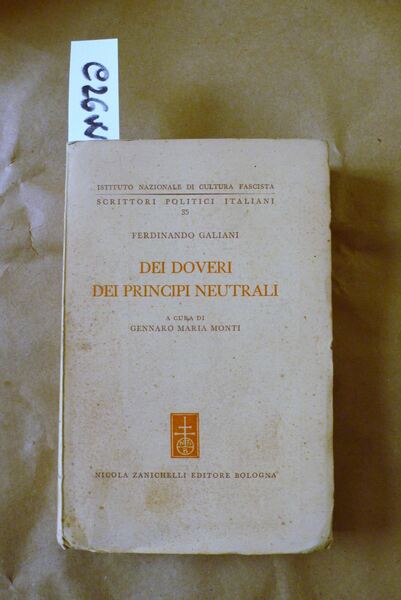 ISTITUTO NAZIONALE DI CULTURA FASCISTA
SCRITTORI POLITICI ITALIANI
35
FERDINANDO GALIANI
DEI DOVERI
DEI PRINCIPI NEUTRALI
A CURA DI
GENNARO MARIA MONTI
NICOLA ZANICHELLI EDITORE BOLOGNA